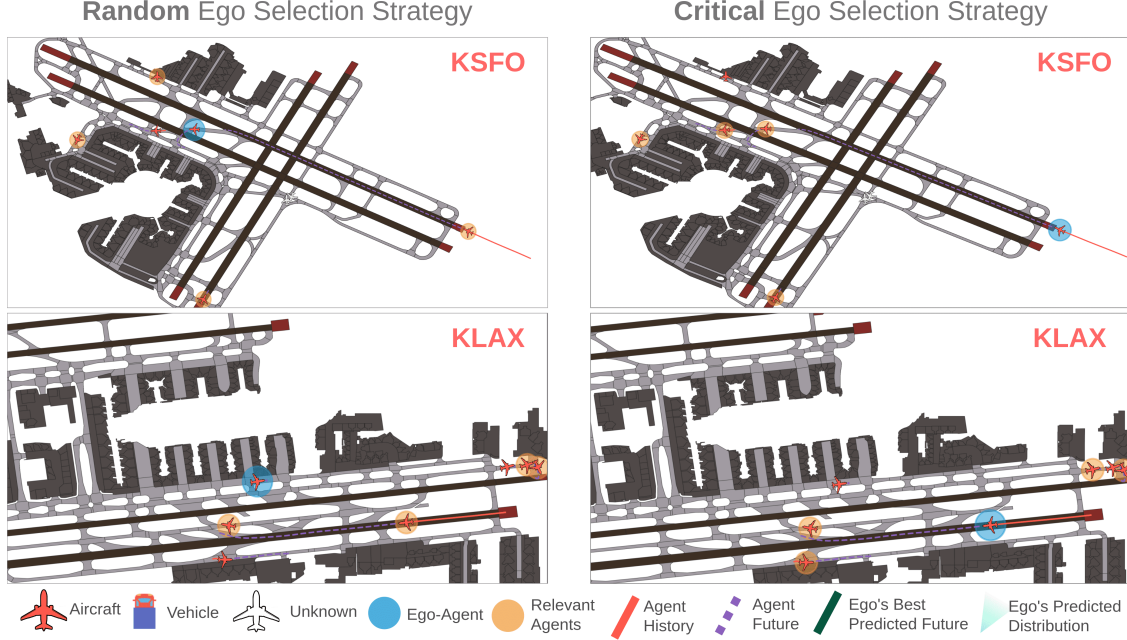 Random Ego Selection Strategy
Critical Ego Selection Strategy
KSFO
KSFO
KLAX
KLAX
Aircraft
Vehicle
Unknown
Ego-Agent
Relevant
Agents
Agent
History
Agent
Future
Ego's Best
Predicted Future
Ego's Predicted
Distribution